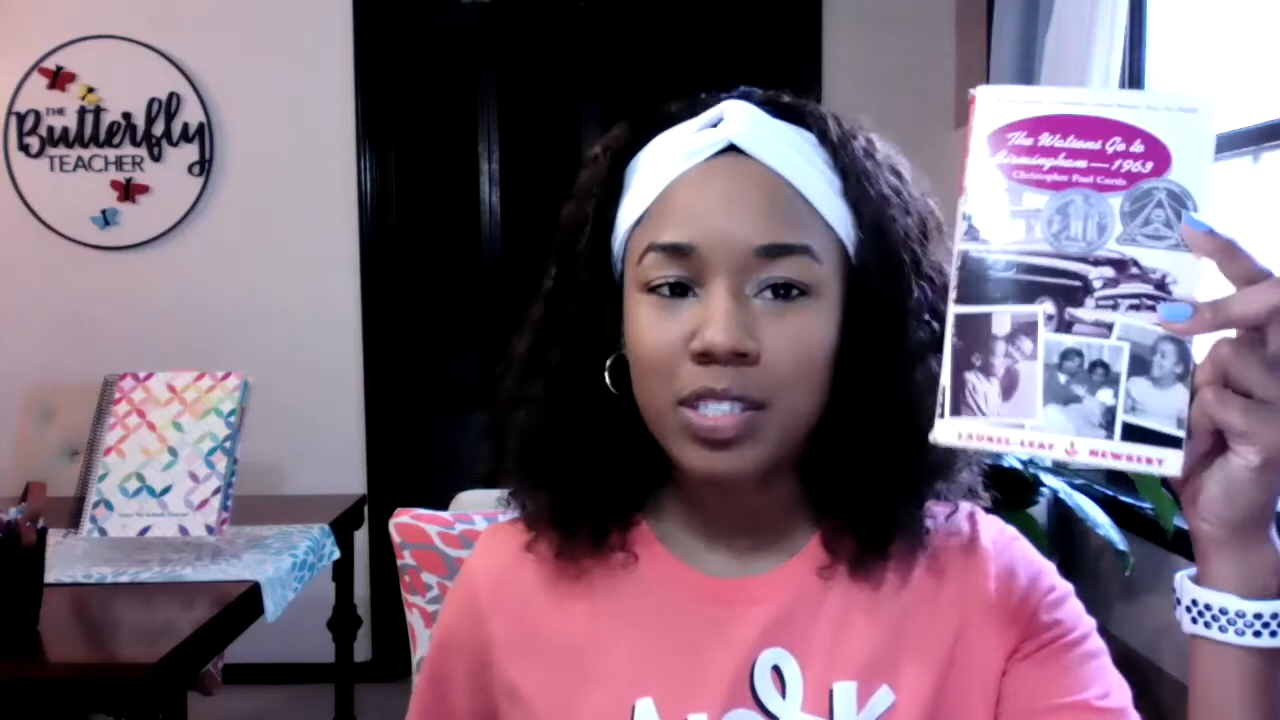 THE
Butterfly
TEACHER
The Watsons Go to
Birmingham—1963
Christopher Paul Curtis
LAUREL-LEAF NEWBERY